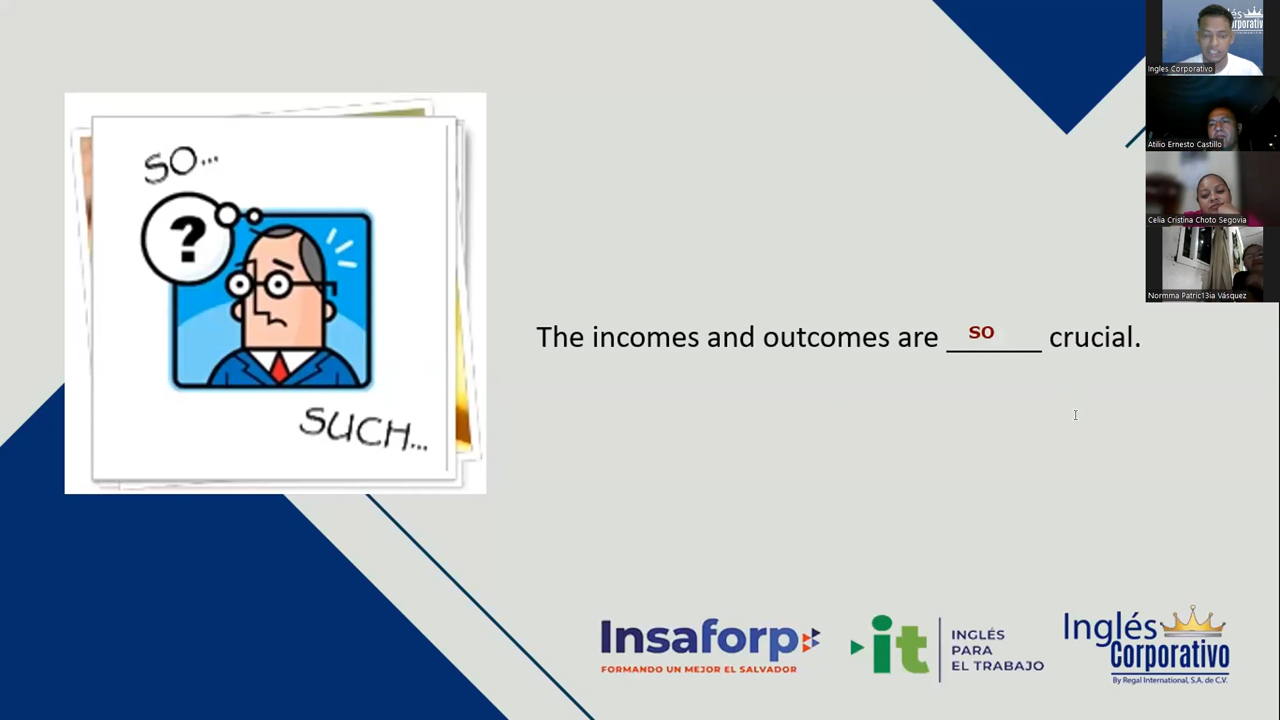 SO...
?
SUCH...
The incomes and outcomes are so crucial.
Insaforp
FORMANDO UN MEJOR EL SALVADOR
it
INGLÉS
PARA
EL TRABAJO
Inglés
Corporativo
By Regal International, S.A. de C.V.
Ingles Corporativo
Atilio Ernesto Castillo
Celia Cristina Choto Segovia
Normma Patric13ia Vásquez